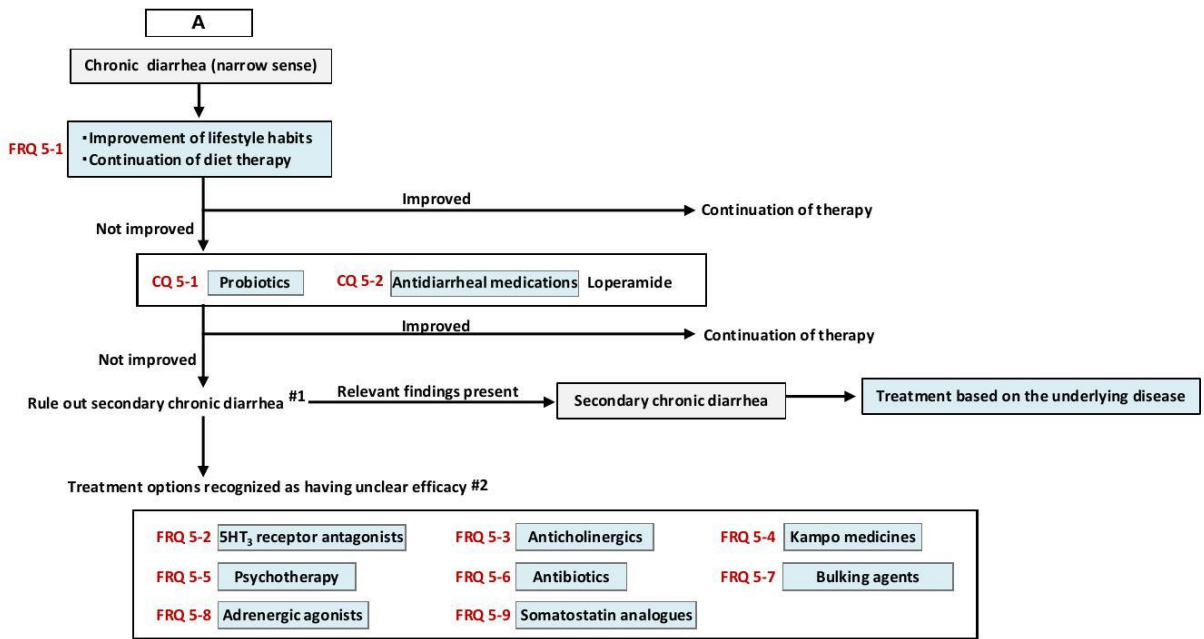 A
Chronic diarrhea (narrow sense)
FRQ 5-1
・Improvement of lifestyle habits
・Continuation of diet therapy
Improved
Continuation of therapy
Not improved
CQ 5-1 Probiotics CQ 5-2 Antidiarrheal medications Loperamide
Improved
Continuation of therapy
Not improved
Rule out secondary chronic diarrhea #1 Relevant findings present Secondary chronic diarrhea Treatment based on the underlying disease
Treatment options recognized as having unclear efficacy #2
FRQ 5-2 5HT₃ receptor antagonists FRQ 5-3 Anticholinergics FRQ 5-4 Kampo medicines
FRQ 5-5 Psychotherapy FRQ 5-6 Antibiotics FRQ 5-7 Bulking agents
FRQ 5-8 Adrenergic agonists FRQ 5-9 Somatostatin analogues